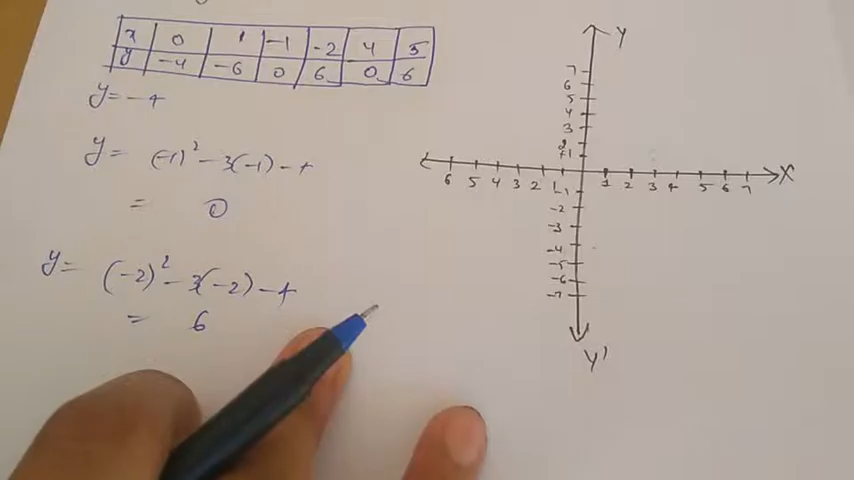 x 0 1 -1 -2 4 5
y -4 -6 0 6 0 6
y = -4
y = (-1)² - 3(-1) - 4
= 0
y = (-2)² - 3(-2) - 4
= 6
Y
7
6
5
4
3
2
1
X
6 5 4 3 2 1 1 2 3 4 5 6 7
-1
-2
-3
-4
-5
-6
-7
Y'